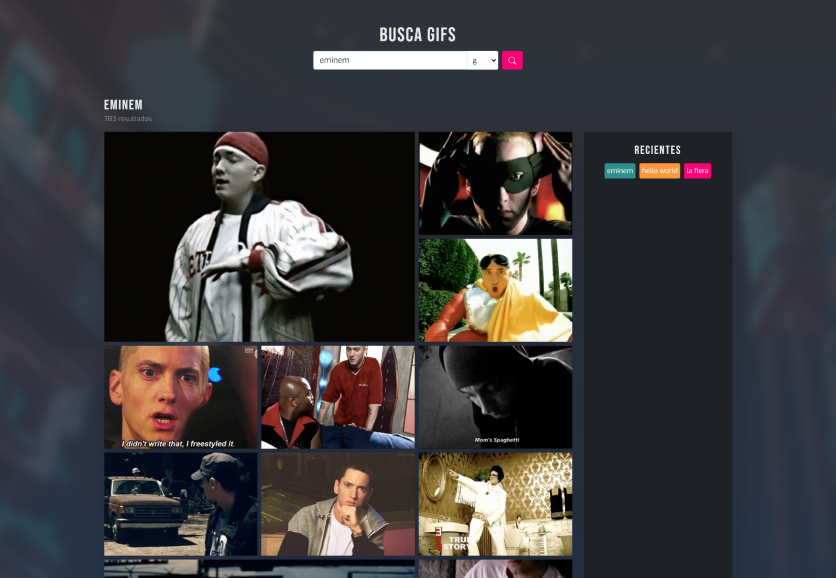 BUSCA GIFS
eminem
g
EMINEM
783 resultados
RECIENTES
eminem
hello world
la fiera
I didn't write that, I freestyled it.
Mom's Spaghetti
TRUE
STORY